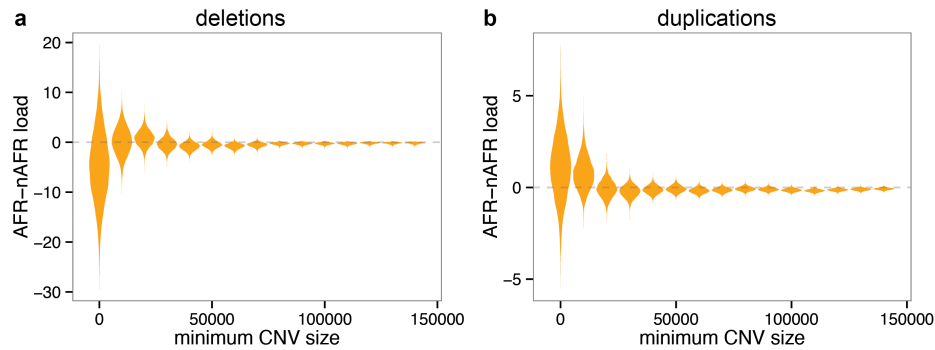 a deletions
AFR−nAFR load
20
10
0
−10
−20
−30
0 50000 100000 150000
minimum CNV size
b duplications
AFR−nAFR load
5
0
−5
0 50000 100000 150000
minimum CNV size